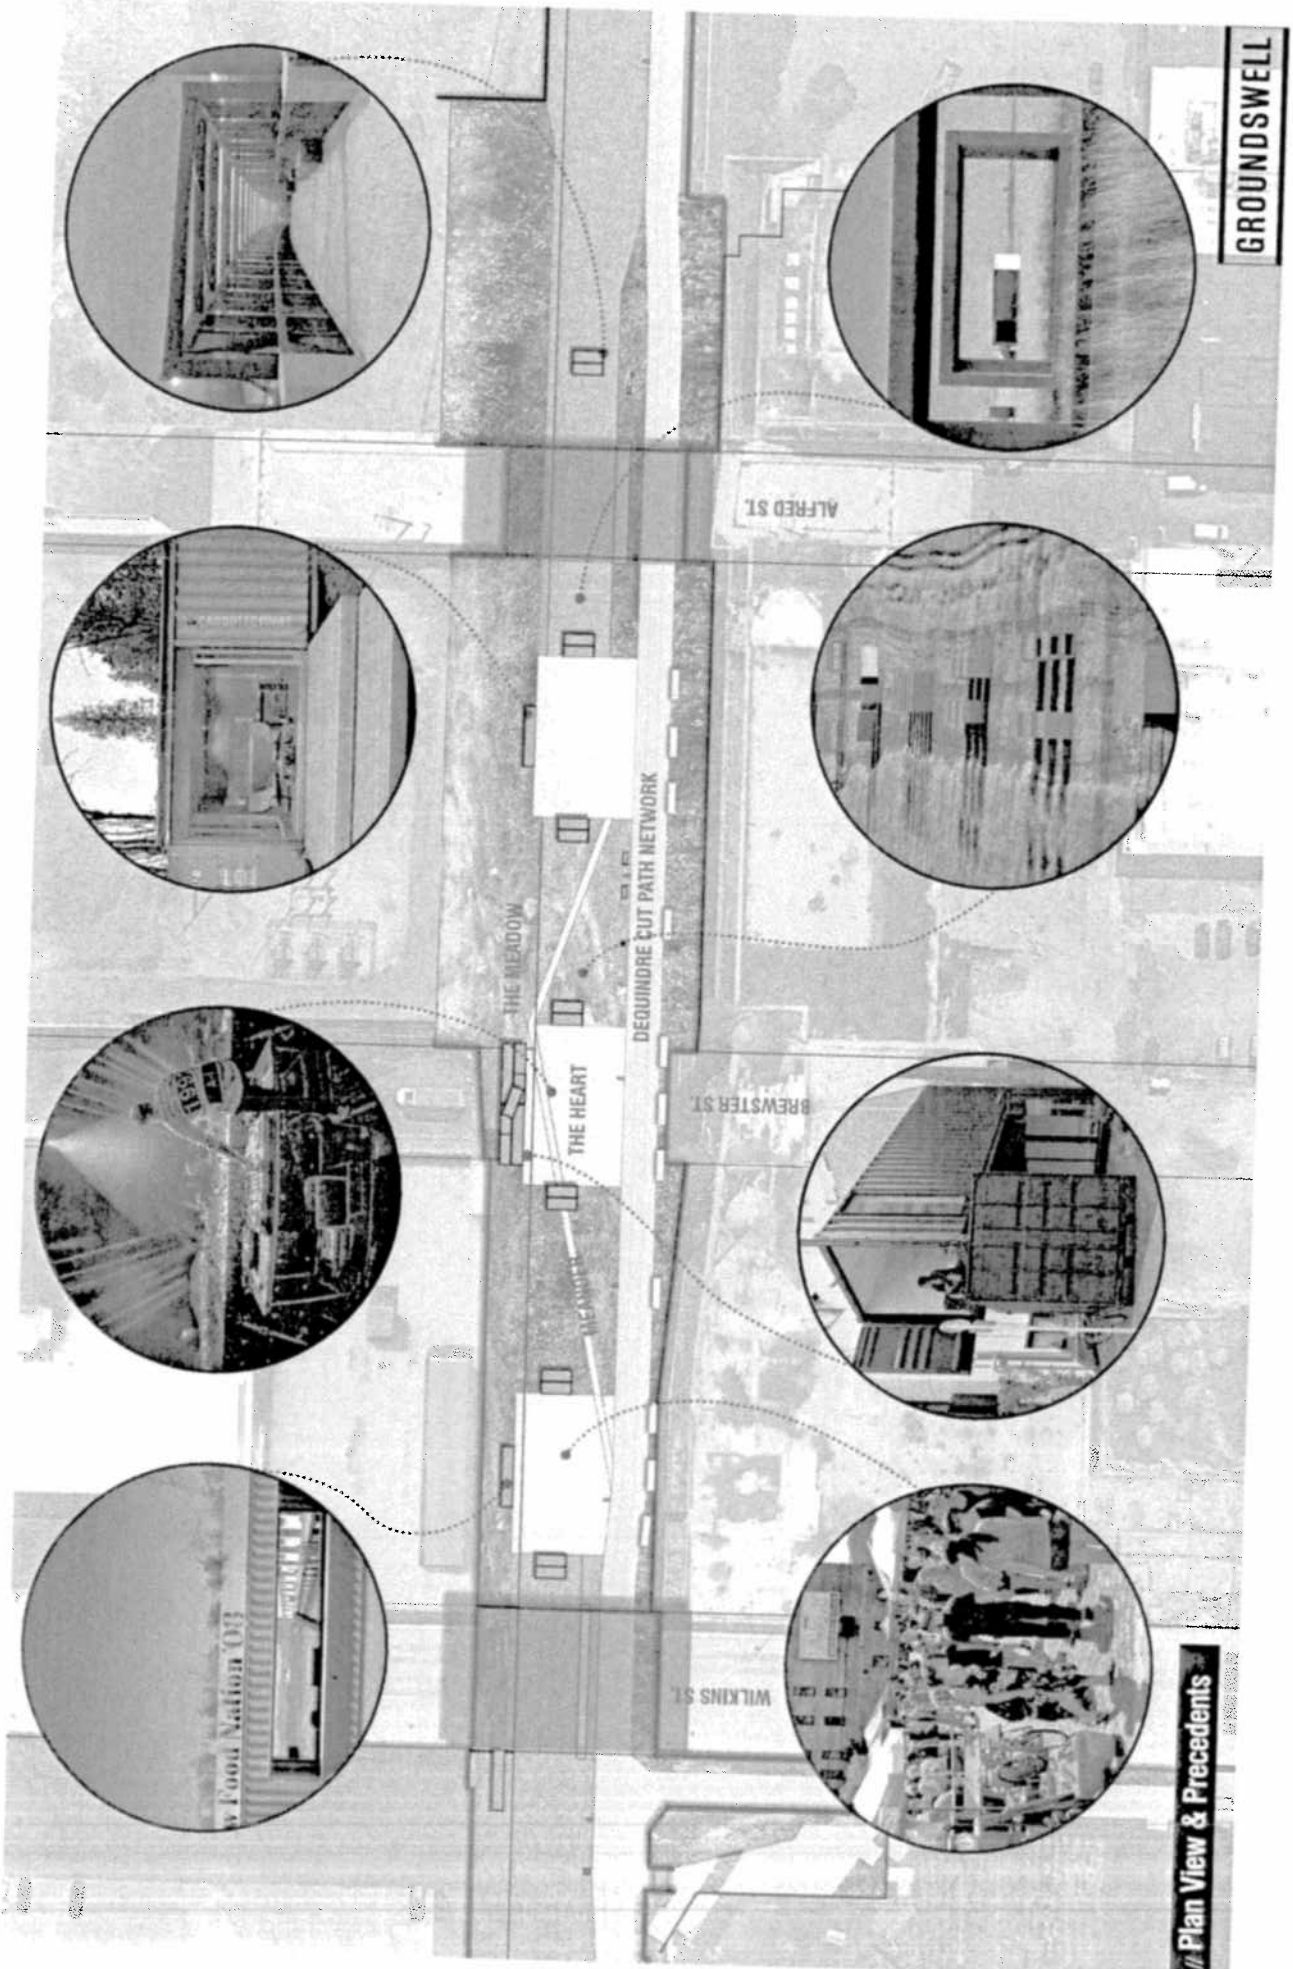 GROUNDSWELL
ALFRED ST.
THE MEADOW
DEQUINDRE CUT PATH NETWORK
THE HEART
BREWSTER ST.
MEANDER
WILKINS ST.
w Food Nation '08
// Plan View & Precedents